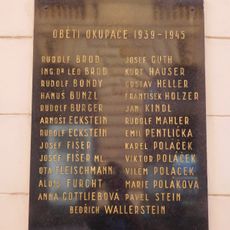 OBĚTI OKUPACE 1939-1945
RUDOLF BROD JOSEF GUTH
ING. DR LEO BROD KURT HAUSER
RUDOLF BONDY GUSTAV HELLER
HANUŠ BUNZL FRANTIŠEK HOLZER
RUDOLF BURGER JAN KINDL
ARNOŠT ECKSTEIN RUDOLF MAHLER
RUDOLF ECKSTEIN EMIL PENTLIČKA
JOSEF FISER KAREL POLÁČEK
JOSEF FISER ML. VIKTOR POLÁČEK
OTA FLEISCHMANN VILÉM POLÁČEK
ALOIS FURCHT MARIE POLÁKOVÁ
ANNA GOTTLIEBOVÁ PAVEL STEIN
BEDŘICH WALLERSTEIN